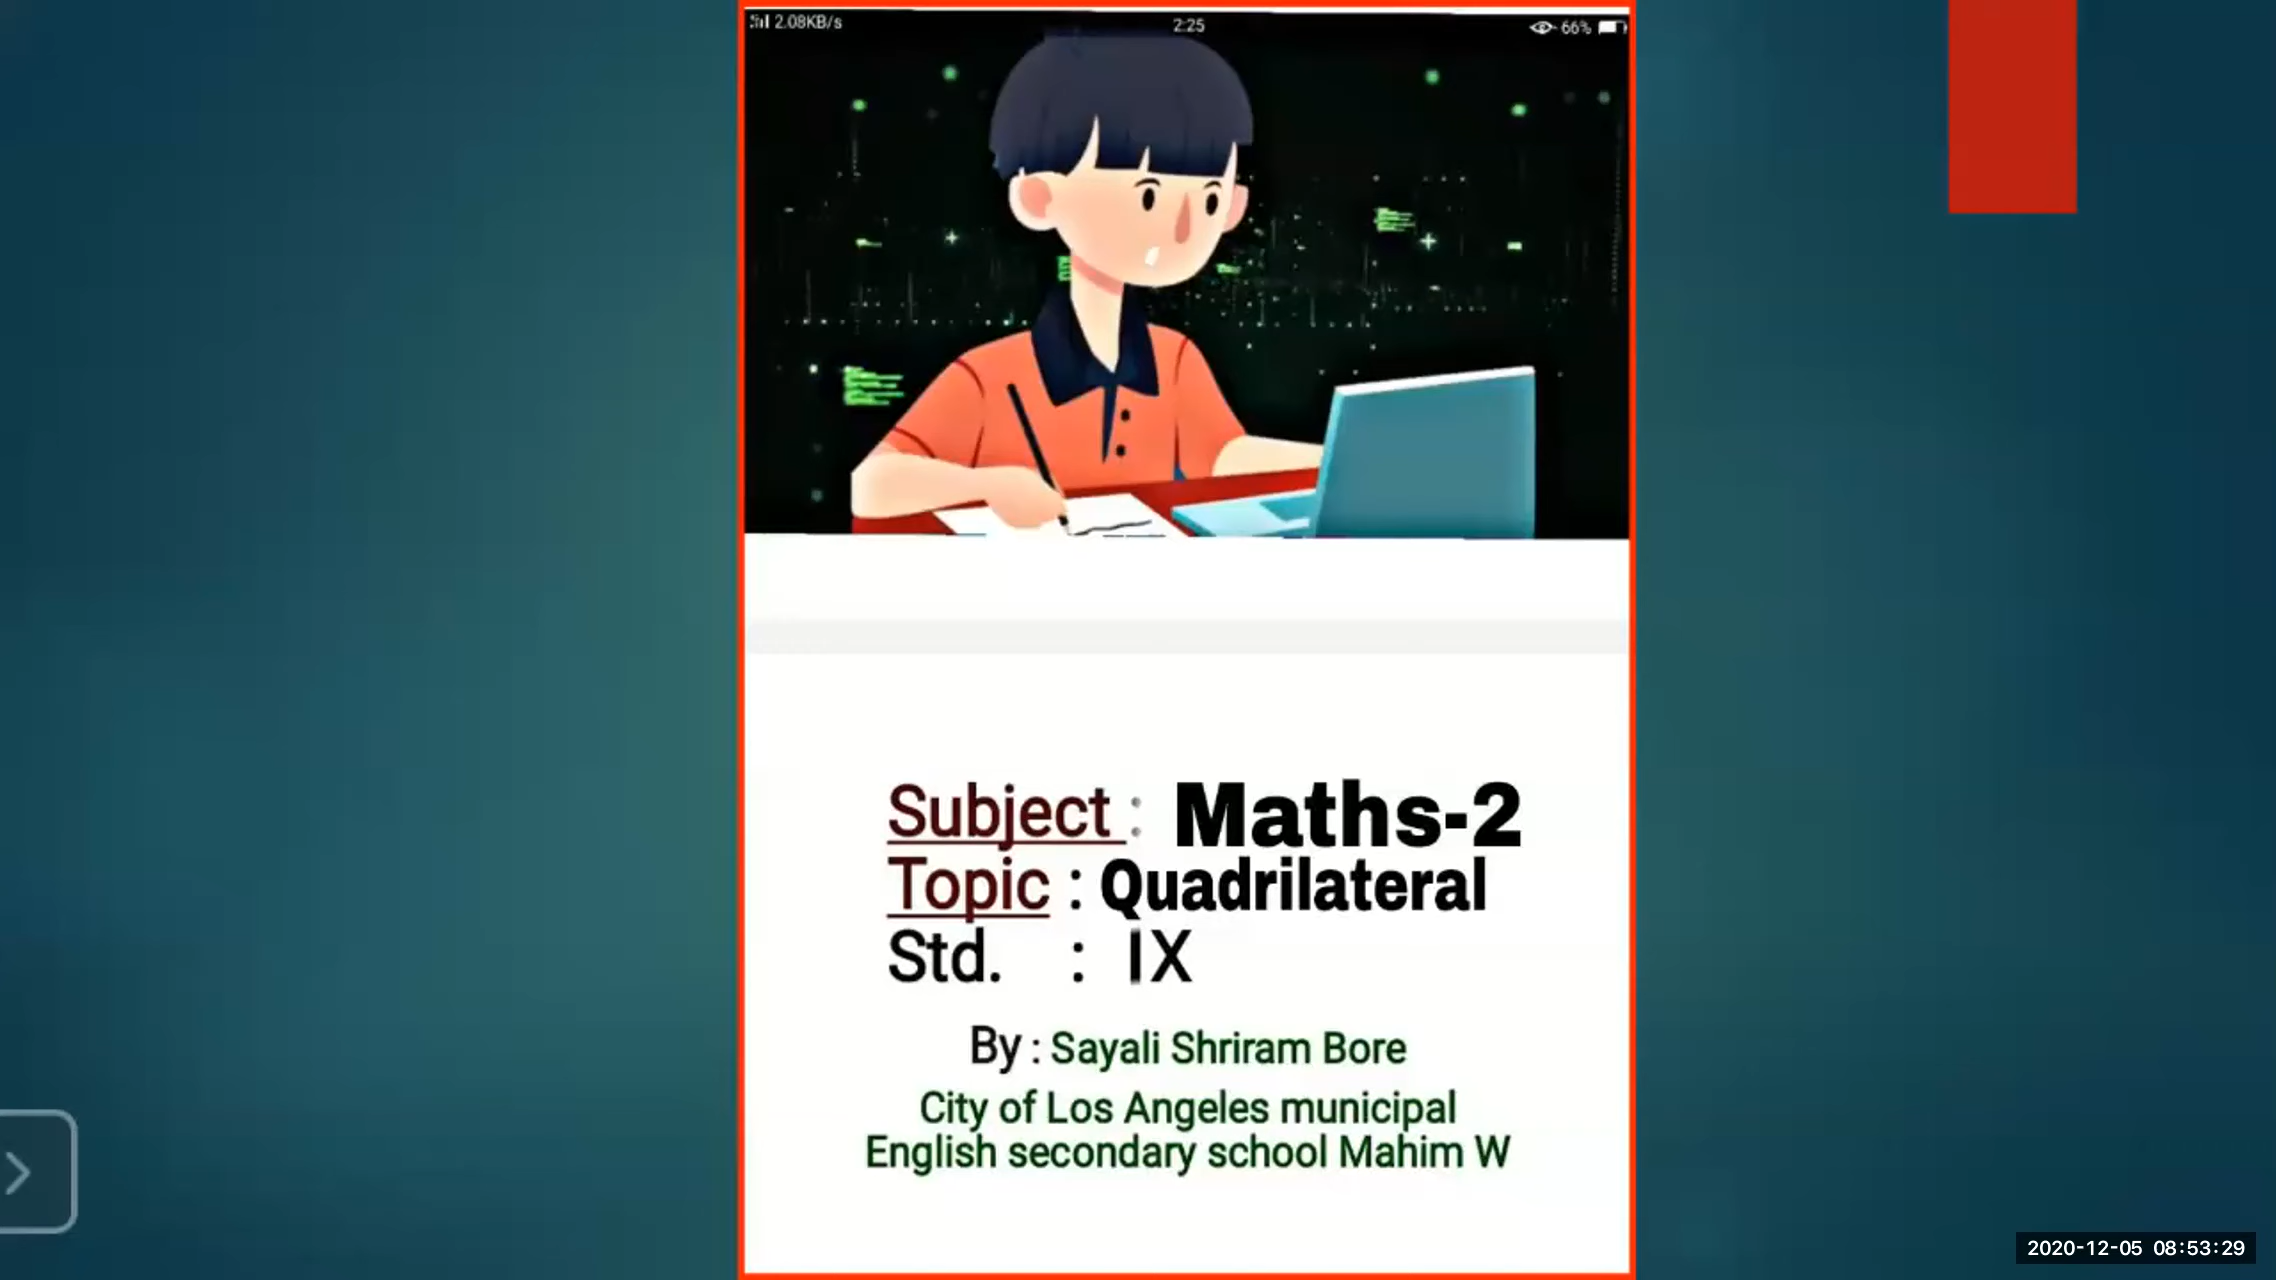 2.08KB/s 2:25 66%
Subject : Maths-2
Topic : Quadrilateral
Std. : IX
By : Sayali Shriram Bore
City of Los Angeles municipal
English secondary school Mahim W
2020-12-05 08:53:29